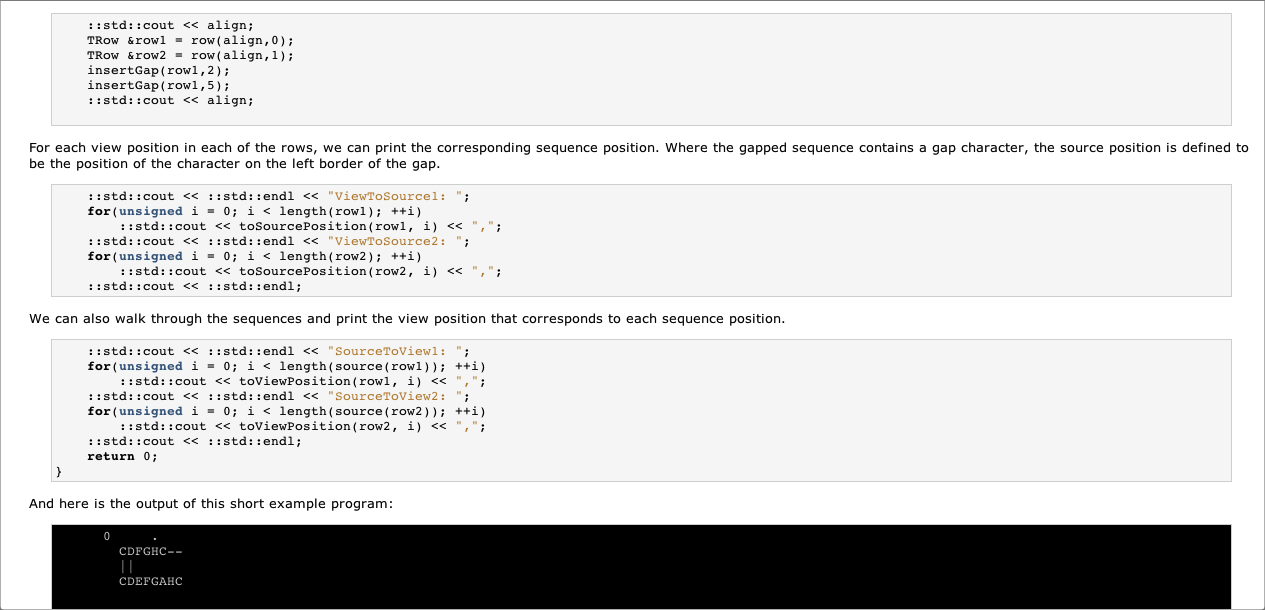 ::std::cout << align;
TRow &row1 = row(align,0);
TRow &row2 = row(align,1);
insertGap(row1,2);
insertGap(row1,5);
::std::cout << align;
For each view position in each of the rows, we can print the corresponding sequence position. Where the gapped sequence contains a gap character, the source position is defined to
be the position of the character on the left border of the gap.
::std::cout << ::std::endl << "ViewToSource1: ";
for(unsigned i = 0; i < length(row1); ++i)
::std::cout << toSourcePosition(row1, i) << ",";
::std::cout << ::std::endl << "ViewToSource2: ";
for(unsigned i = 0; i < length(row2); ++i)
::std::cout << toSourcePosition(row2, i) << ",";
::std::cout << ::std::endl;
We can also walk through the sequences and print the view position that corresponds to each sequence position.
::std::cout << ::std::endl << "SourceToView1: ";
for(unsigned i = 0; i < length(source(row1)); ++i)
::std::cout << toViewPosition(row1, i) << ",";
::std::cout << ::std::endl << "SourceToView2: ";
for(unsigned i = 0; i < length(source(row2)); ++i)
::std::cout << toViewPosition(row2, i) << ",";
::std::cout << ::std::endl;
return 0;
}
And here is the output of this short example program:
0     .
CDFGHC--
||
CDEFGAHC